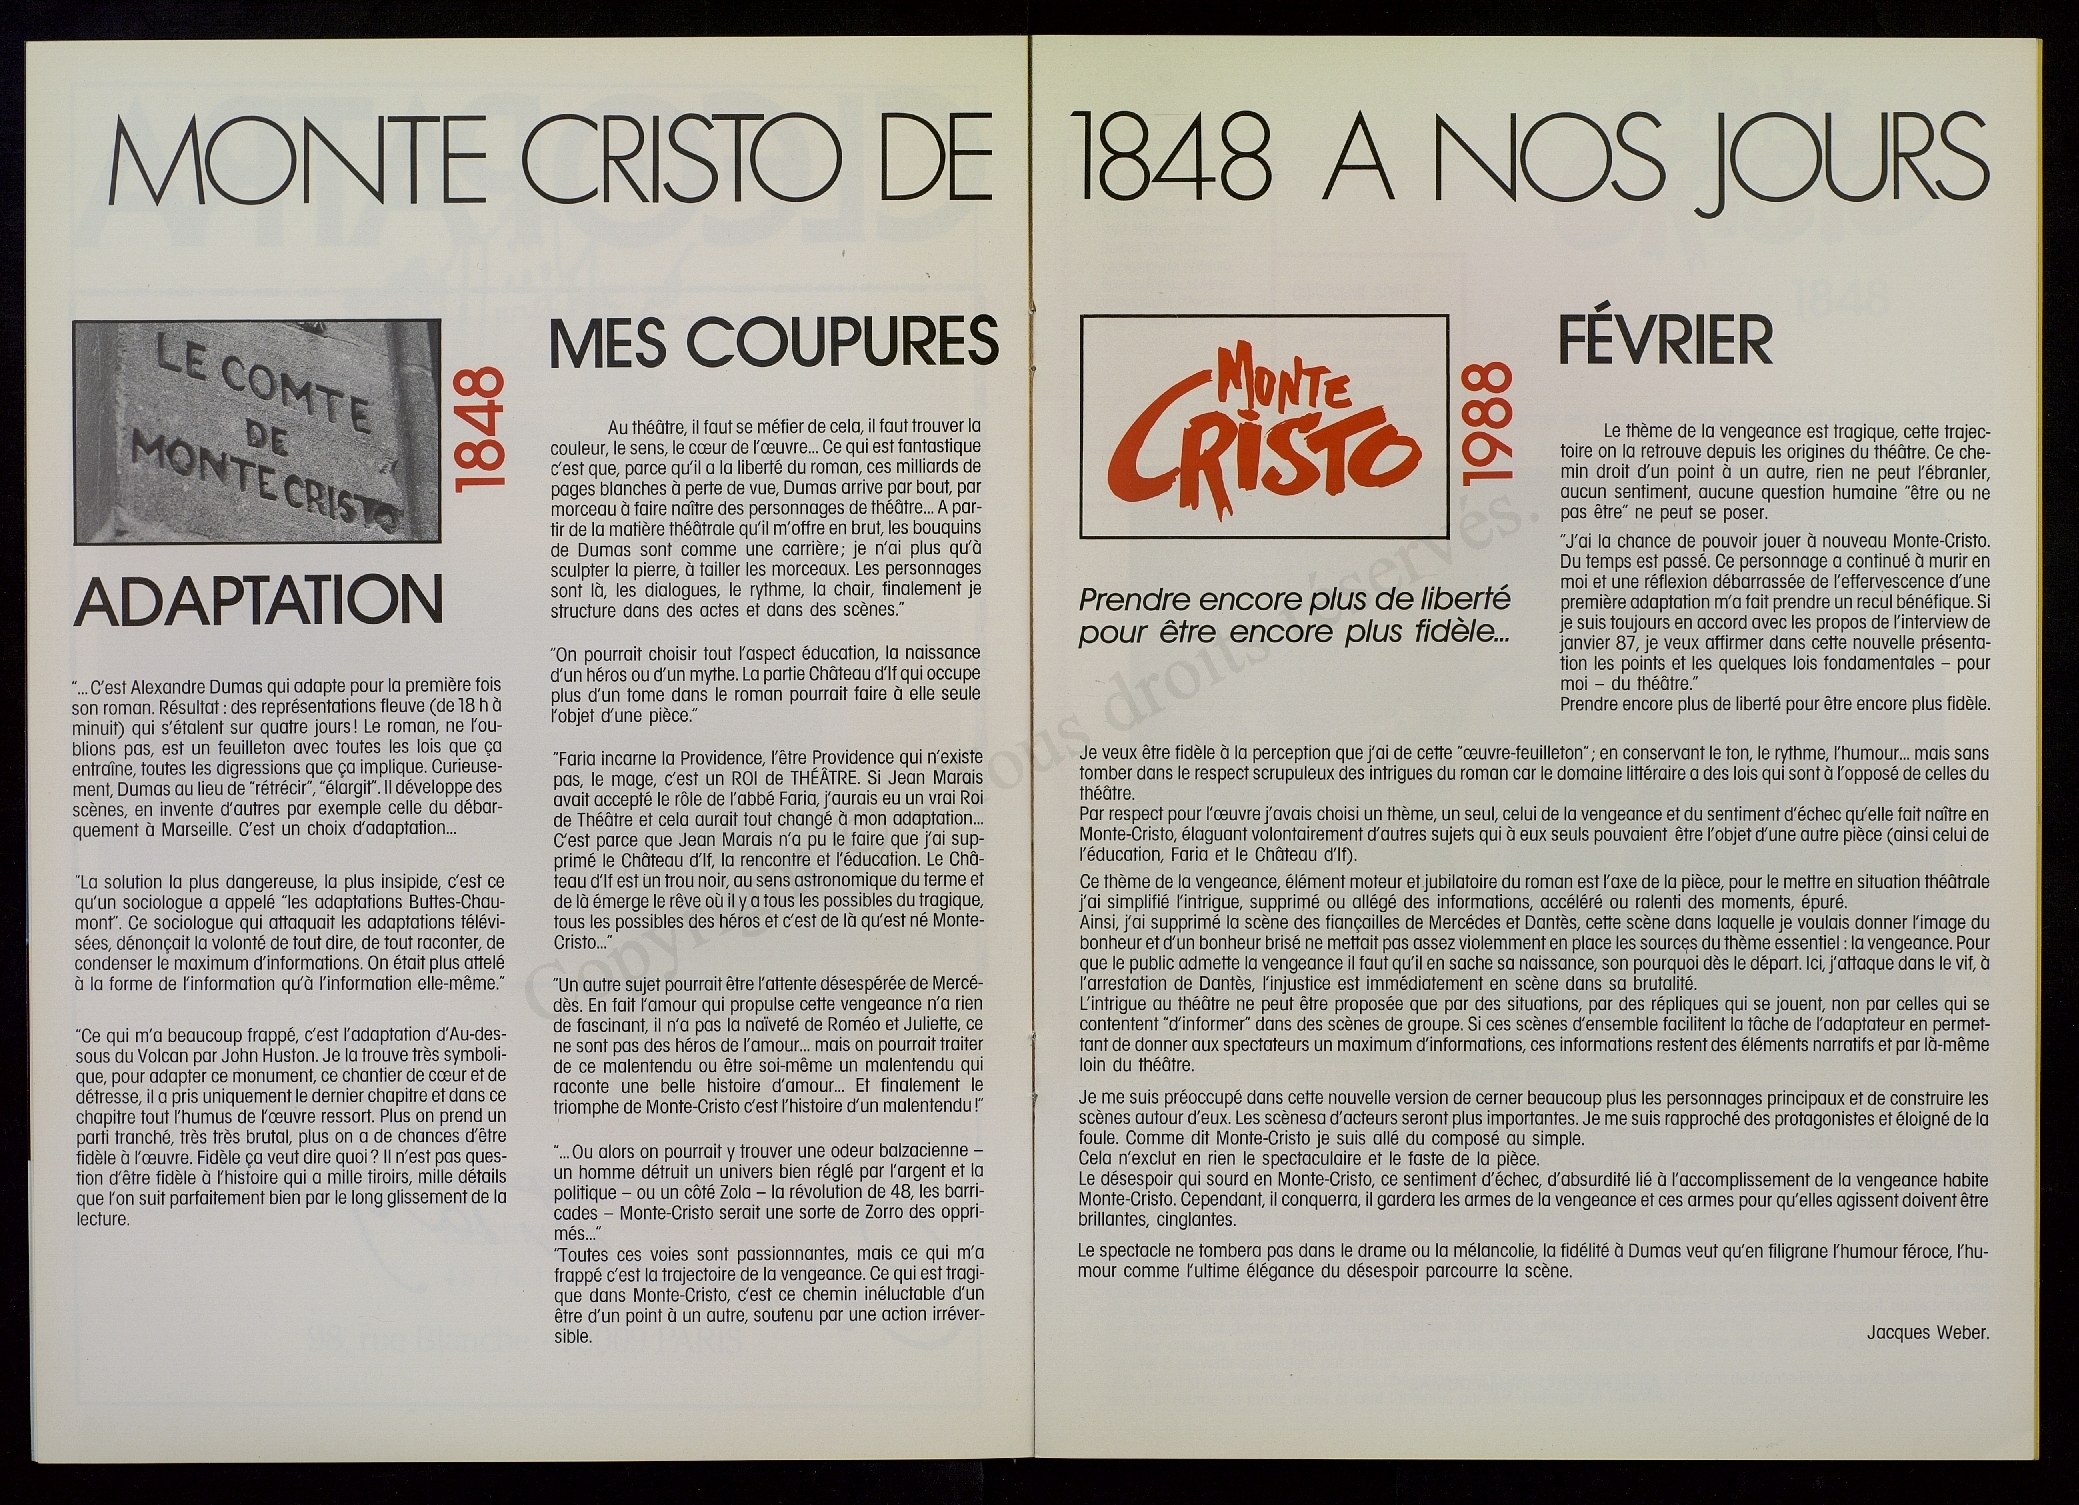 MONTE CRISTO DE 1848 A NOS JOURS
LE COMTE
DE
MONTE CRISTO
1848
ADAPTATION
"... C'est Alexandre Dumas qui adapte pour la première fois
son roman. Résultat : des représentations fleuve (de 18 h à
minuit) qui s'étalent sur quatre jours! Le roman, ne l'ou-
blions pas, est un feuilleton avec toutes les lois que ça
entraîne, toutes les digressions que ça implique. Curieuse-
ment, Dumas au lieu de "rétrécir", "élargit". Il développe des
scènes, en invente d'autres par exemple celle du débar-
quement à Marseille. C'est un choix d'adaptation...
"La solution la plus dangereuse, la plus insipide, c'est ce
qu'un sociologue a appelé "les adaptations Buttes-Chau-
mont". Ce sociologue qui attaquait les adaptations télévi-
sées, dénonçait la volonté de tout dire, de tout raconter, de
condenser le maximum d'informations. On était plus attelé
à la forme de l'information qu'à l'information elle-même."
"Ce qui m'a beaucoup frappé, c'est l'adaptation d'Au-des-
sous du Volcan par John Huston. Je la trouve très symboli-
que, pour adapter ce monument, ce chantier de cœur et de
détresse, il a pris uniquement le dernier chapitre et dans ce
chapitre tout l'humus de l'œuvre ressort. Plus on prend un
parti tranché, très très brutal, plus on a de chances d'être
fidèle à l'œuvre. Fidèle ça veut dire quoi? Il n'est pas ques-
tion d'être fidèle à l'histoire qui a mille tiroirs, mille détails
que l'on suit parfaitement bien par le long glissement de la
lecture.
MES COUPURES
Au théâtre, il faut se méfier de cela, il faut trouver la
couleur, le sens, le cœur de l'œuvre... Ce qui est fantastique
c'est que, parce qu'il a la liberté du roman, ces milliards de
pages blanches à perte de vue, Dumas arrive par bout, par
morceau à faire naître des personnages de théâtre... A par-
tir de la matière théâtrale qu'il m'offre en brut, les bouquins
de Dumas sont comme une carrière; je n'ai plus qu'à
sculpter la pierre, à tailler les morceaux. Les personnages
sont là, les dialogues, le rythme, la chair, finalement je
structure dans des actes et dans des scènes."
"On pourrait choisir tout l'aspect éducation, la naissance
d'un héros ou d'un mythe. La partie Château d'If qui occupe
plus d'un tome dans le roman pourrait faire à elle seule
l'objet d'une pièce."
"Faria incarne la Providence, l'être Providence qui n'existe
pas, le mage, c'est un ROI de THÉÂTRE. Si Jean Marais
avait accepté le rôle de l'abbé Faria, j'aurais eu un vrai Roi
de Théâtre et cela aurait tout changé à mon adaptation...
C'est parce que Jean Marais n'a pu le faire que j'ai sup-
primé le Château d'If, la rencontre et l'éducation. Le Châ-
teau d'If est un trou noir, au sens astronomique du terme et
de là émerge le rêve où il y a tous les possibles du tragique,
tous les possibles des héros et c'est de là qu'est né Monte-
Cristo..."
"Un autre sujet pourrait être l'attente désespérée de Mercé-
dès. En fait l'amour qui propulse cette vengeance n'a rien
de fascinant, il n'a pas la naïveté de Roméo et Juliette, ce
ne sont pas des héros de l'amour... mais on pourrait traiter
de ce malentendu ou être soi-même un malentendu qui
raconte une belle histoire d'amour... Et finalement le
triomphe de Monte-Cristo c'est l'histoire d'un malentendu!"
"...Ou alors on pourrait y trouver une odeur balzacienne –
un homme détruit un univers bien réglé par l'argent et la
politique – ou un côté Zola – la révolution de 48, les barri-
cades – Monte-Cristo serait une sorte de Zorro des oppri-
més..."
"Toutes ces voies sont passionnantes, mais ce qui m'a
frappé c'est la trajectoire de la vengeance. Ce qui est tragi-
que dans Monte-Cristo, c'est ce chemin inéluctable d'un
être d'un point à un autre, soutenu par une action irréver-
sible.
MONTE
CRISTO
1988
Prendre encore plus de liberté
pour être encore plus fidèle...
FÉVRIER
Le thème de la vengeance est tragique, cette trajec-
toire on la retrouve depuis les origines du théâtre. Ce che-
min droit d'un point à un autre, rien ne peut l'ébranler,
aucun sentiment, aucune question humaine "être ou ne
pas être" ne peut se poser.
"J'ai la chance de pouvoir jouer à nouveau Monte-Cristo.
Du temps est passé. Ce personnage a continué à murir en
moi et une réflexion débarrassée de l'effervescence d'une
première adaptation m'a fait prendre un recul bénéfique. Si
je suis toujours en accord avec les propos de l'interview de
janvier 87, je veux affirmer dans cette nouvelle présenta-
tion les points et les quelques lois fondamentales – pour
moi – du théâtre."
Prendre encore plus de liberté pour être encore plus fidèle.
Je veux être fidèle à la perception que j'ai de cette "œuvre-feuilleton"; en conservant le ton, le rythme, l'humour... mais sans
tomber dans le respect scrupuleux des intrigues du roman car le domaine littéraire a des lois qui sont à l'opposé de celles du
théâtre.
Par respect pour l'œuvre j'avais choisi un thème, un seul, celui de la vengeance et du sentiment d'échec qu'elle fait naître en
Monte-Cristo, élaguant volontairement d'autres sujets qui à eux seuls pouvaient être l'objet d'une autre pièce (ainsi celui de
l'éducation, Faria et le Château d'If).
Ce thème de la vengeance, élément moteur et jubilatoire du roman est l'axe de la pièce, pour le mettre en situation théâtrale
j'ai simplifié l'intrigue, supprimé ou allégé des informations, accéléré ou ralenti des moments, épuré.
Ainsi, j'ai supprimé la scène des fiançailles de Mercédes et Dantès, cette scène dans laquelle je voulais donner l'image du
bonheur et d'un bonheur brisé ne mettait pas assez violemment en place les sources du thème essentiel : la vengeance. Pour
que le public admette la vengeance il faut qu'il en sache sa naissance, son pourquoi dès le départ. Ici, j'attaque dans le vif, à
l'arrestation de Dantès, l'injustice est immédiatement en scène dans sa brutalité.
L'intrigue au théâtre ne peut être proposée que par des situations, par des répliques qui se jouent, non par celles qui se
contentent "d'informer" dans des scènes de groupe. Si ces scènes d'ensemble facilitent la tâche de l'adaptateur en permet-
tant de donner aux spectateurs un maximum d'informations, ces informations restent des éléments narratifs et par là-même
loin du théâtre.
Je me suis préoccupé dans cette nouvelle version de cerner beaucoup plus les personnages principaux et de construire les
scènes autour d'eux. Les scènesa d'acteurs seront plus importantes. Je me suis rapproché des protagonistes et éloigné de la
foule. Comme dit Monte-Cristo je suis allé du composé au simple.
Cela n'exclut en rien le spectaculaire et le faste de la pièce.
Le désespoir qui sourd en Monte-Cristo, ce sentiment d'échec, d'absurdité lié à l'accomplissement de la vengeance habite
Monte-Cristo. Cependant, il conquerra, il gardera les armes de la vengeance et ces armes pour qu'elles agissent doivent être
brillantes, cinglantes.
Le spectacle ne tombera pas dans le drame ou la mélancolie, la fidélité à Dumas veut qu'en filigrane l'humour féroce, l'hu-
mour comme l'ultime élégance du désespoir parcourre la scène.
Jacques Weber.
Copyright tous droits réservés.